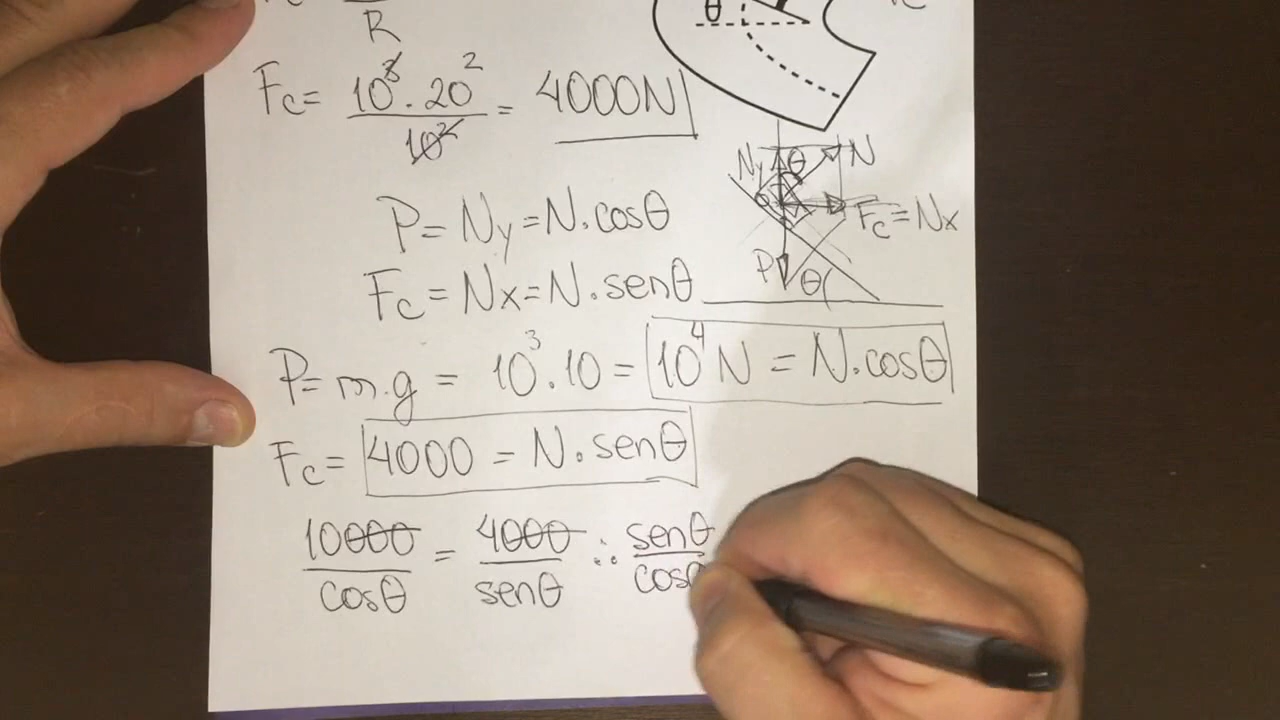 R
θ
Fc= 10³.20² / 10² = 4000N
Ny θ N
Fc=Nx
P θ
P= Ny=N.cosθ
Fc=Nx=N.senθ
P= m.g = 10³.10 = 10⁴N = N.cosθ
Fc= 4000 = N.senθ
10000/cosθ = 4000/senθ ∴ senθ/cosθ